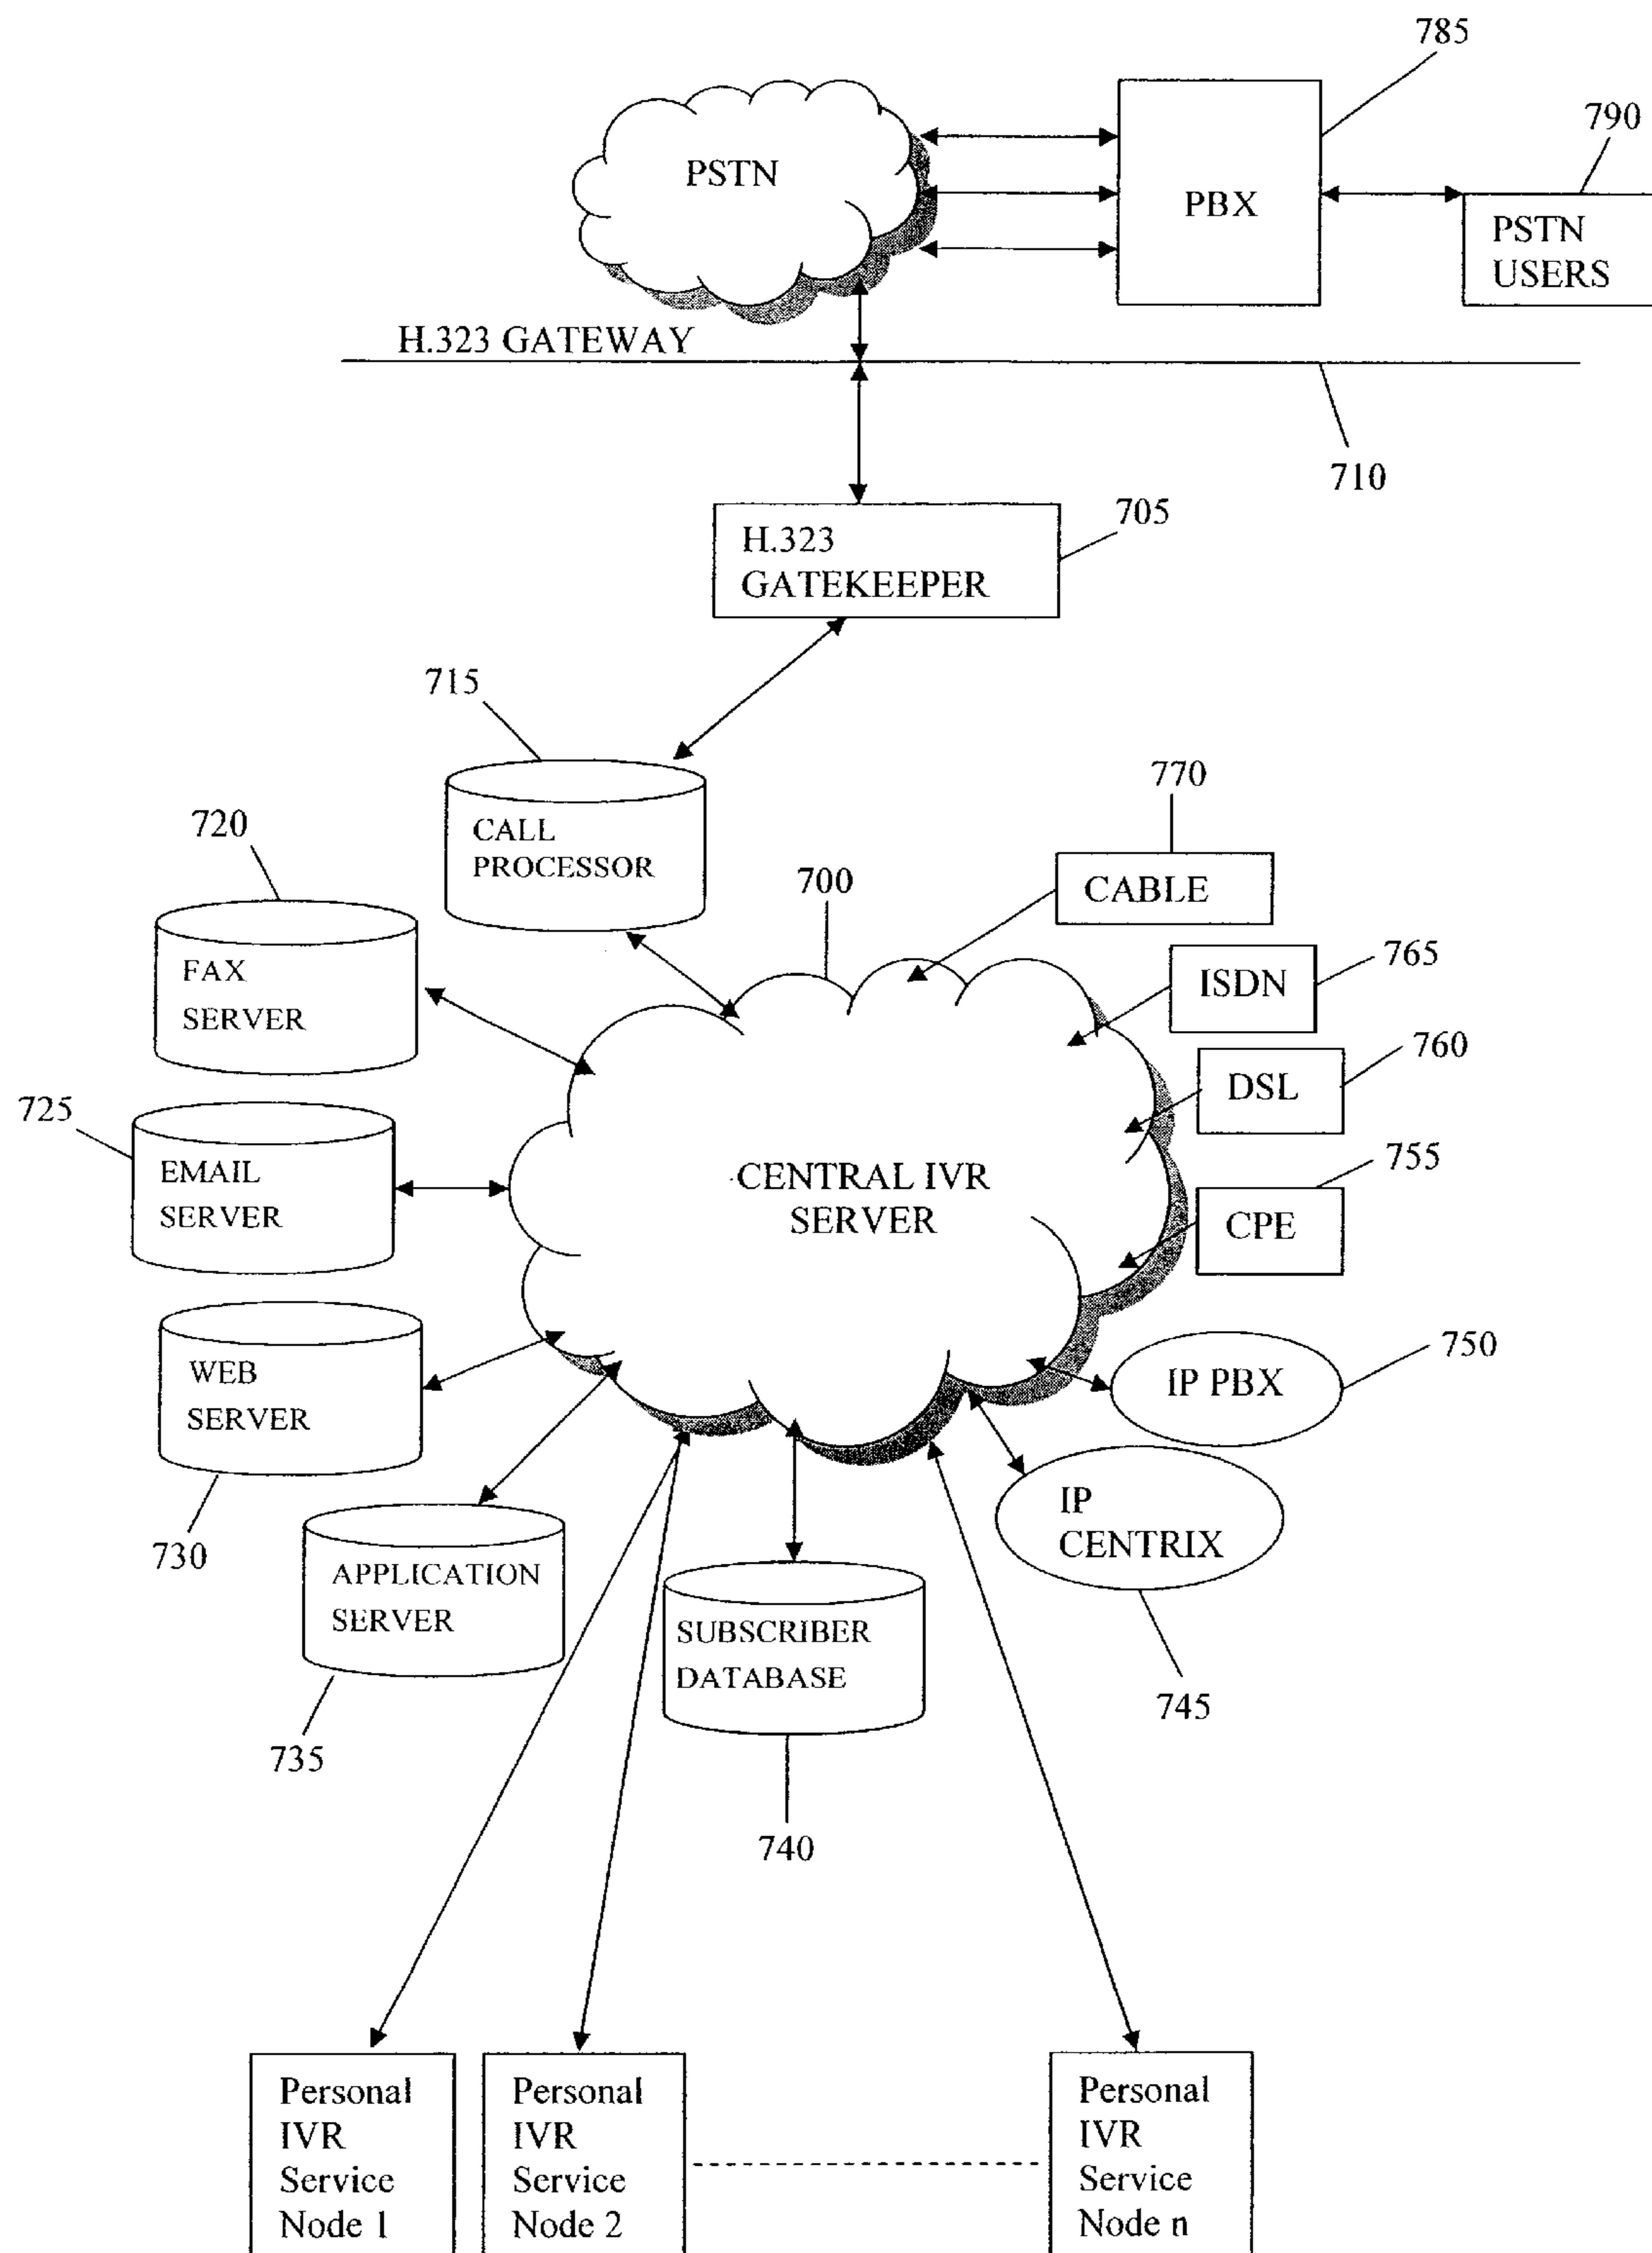 785
790
PSTN
PBX
PSTN
USERS
H.323 GATEWAY
710
H.323
GATEKEEPER
705
715
CALL
PROCESSOR
770
CABLE
720
FAX
SERVER
700
765
ISDN
760
DSL
725
EMAIL
SERVER
CENTRAL IVR
SERVER
755
CPE
750
IP PBX
WEB
SERVER
730
IP
CENTRIX
745
APPLICATION
SERVER
735
SUBSCRIBER
DATABASE
740
Personal
IVR
Service
Node 1
Personal
IVR
Service
Node 2
Personal
IVR
Service
Node n